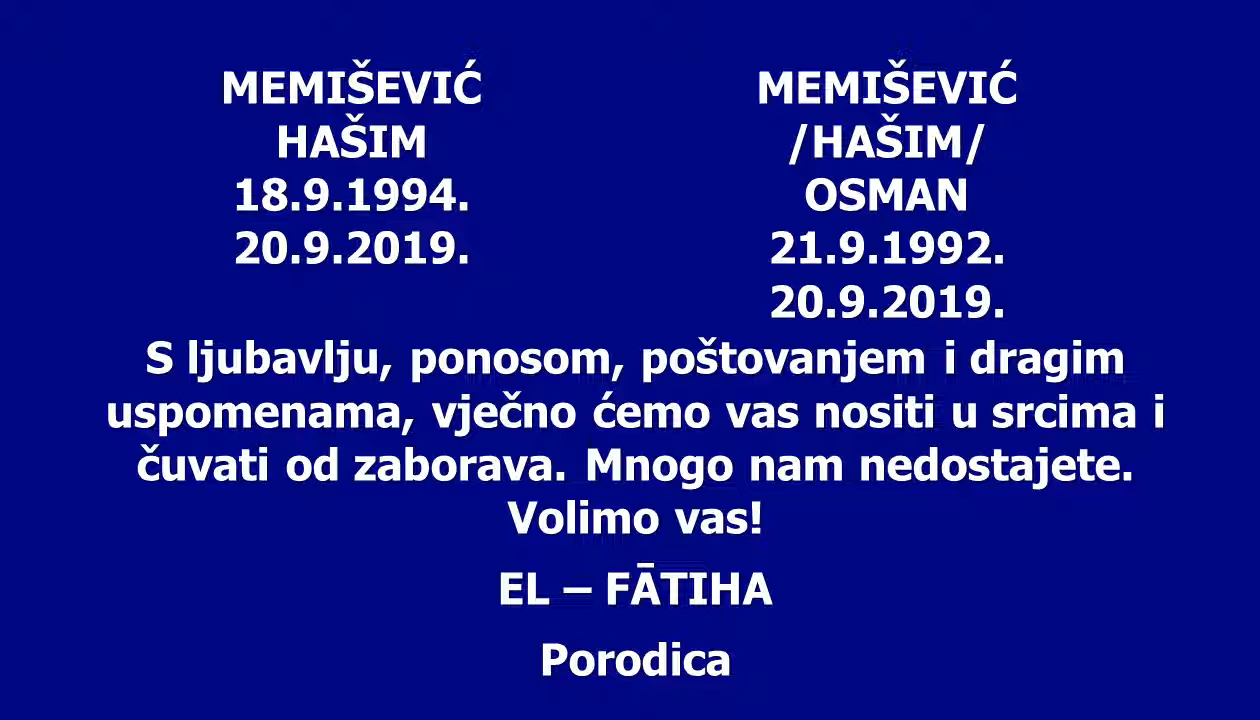 MEMIŠEVIĆ
HAŠIM
18.9.1994.
20.9.2019.
MEMIŠEVIĆ
/HAŠIM/
OSMAN
21.9.1992.
20.9.2019.
S ljubavlju, ponosom, poštovanjem i dragim
uspomenama, vječno ćemo vas nositi u srcima i
čuvati od zaborava. Mnogo nam nedostajete.
Volimo vas!
EL – FĀTIHA
Porodica